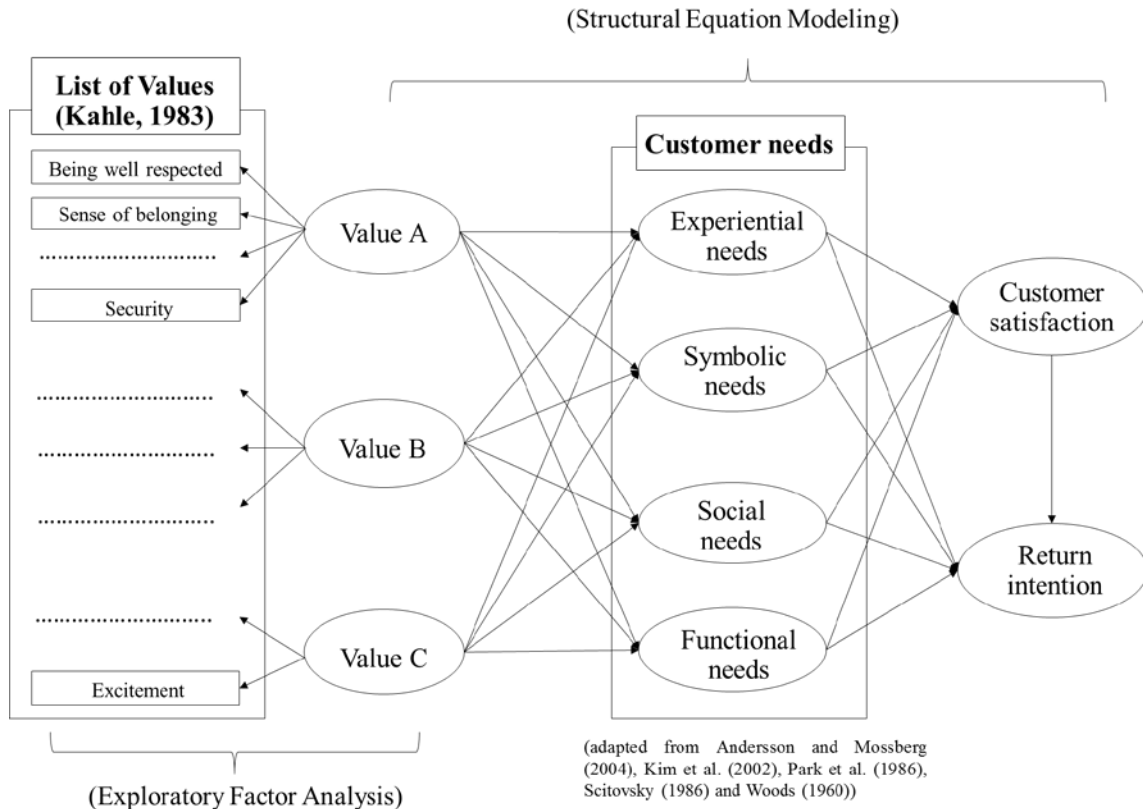 (Structural Equation Modeling)
List of Values
(Kahle, 1983)
Being well respected
Sense of belonging
................................
Security
................................
................................
................................
................................
Excitement
Value A
Value B
Value C
Customer needs
Experiential
needs
Symbolic
needs
Social
needs
Functional
needs
Customer
satisfaction
Return
intention
(adapted from Andersson and Mossberg
(2004), Kim et al. (2002), Park et al. (1986),
Scitovsky (1986) and Woods (1960))
(Exploratory Factor Analysis)